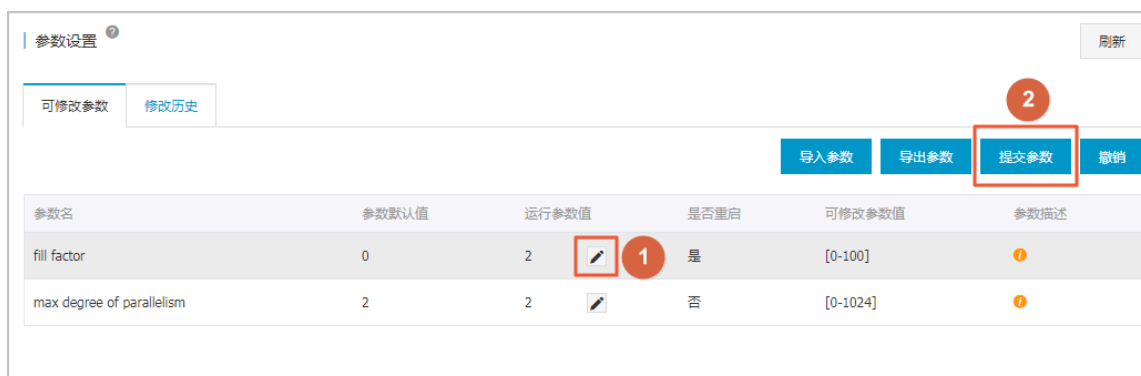 参数设置 ?
刷新
可修改参数 修改历史
2
导入参数 导出参数 提交参数 撤销
参数名 参数默认值 运行参数值 是否重启 可修改参数值 参数描述
fill factor 0 2 1 是 [0-100] i
max degree of parallelism 2 2 否 [0-1024] i